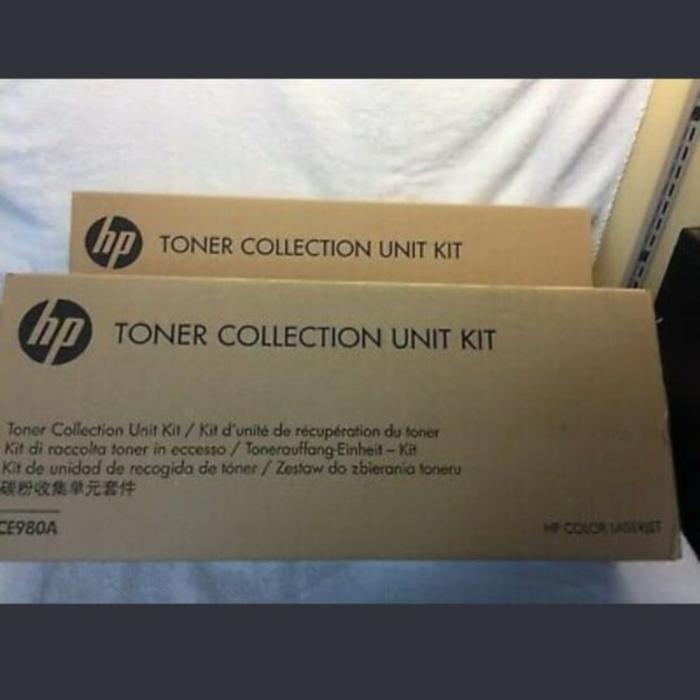 hp TONER COLLECTION UNIT KIT
hp TONER COLLECTION UNIT KIT
Toner Collection Unit Kit / Kit d'unité de récupération du toner
Kit di raccolta toner in eccesso / Tonerauffang-Einheit – Kit
Kit de unidad de recogida de tóner / Zestaw do zbierania toneru
碳粉收集单元套件
CE980A
HP COLOR LASERJET